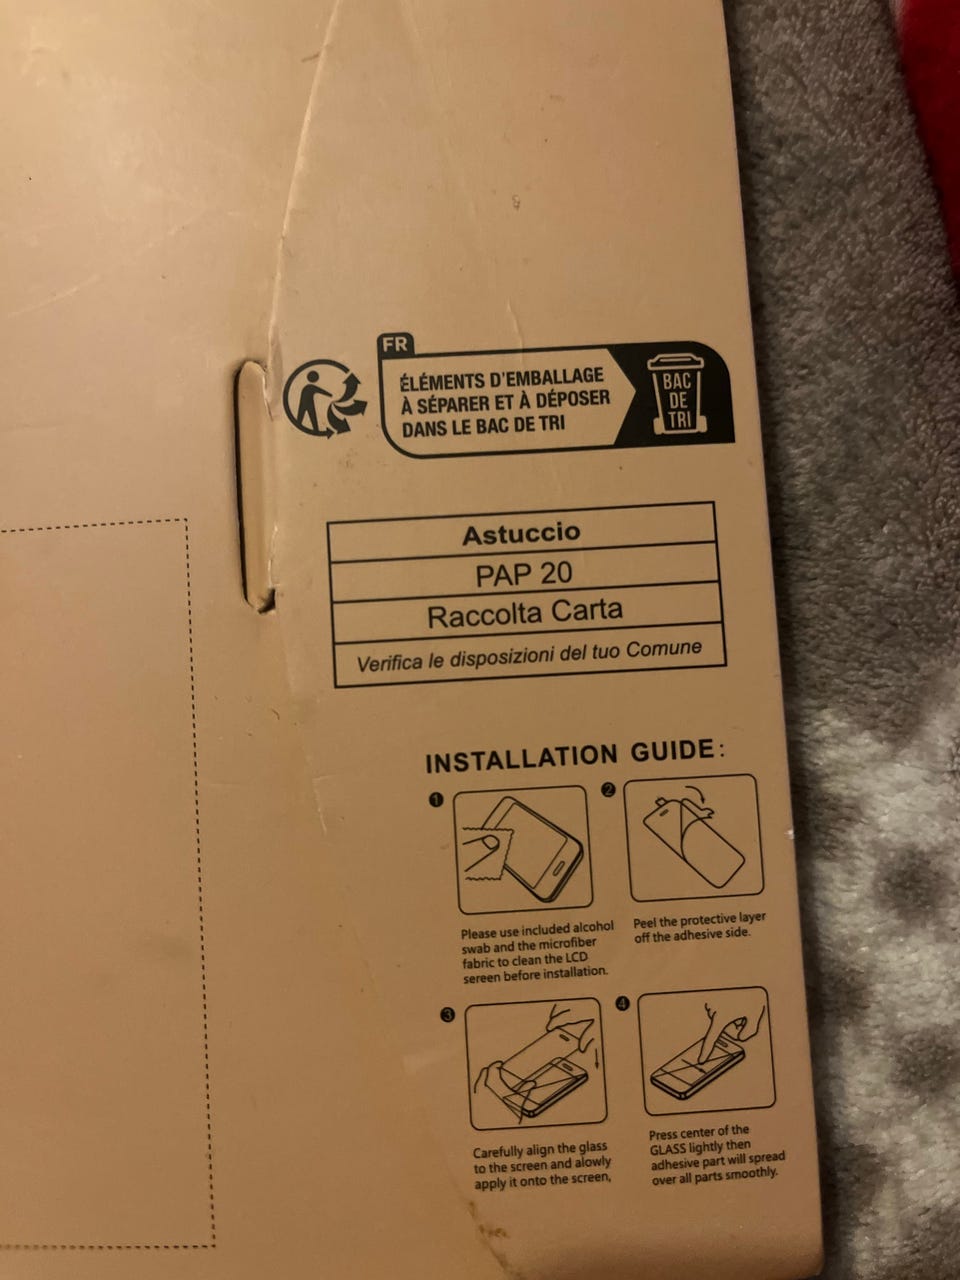 FR
ÉLÉMENTS D'EMBALLAGE
À SÉPARER ET À DÉPOSER
DANS LE BAC DE TRI
BAC
DE
TRI
Astuccio
PAP 20
Raccolta Carta
Verifica le disposizioni del tuo Comune
INSTALLATION GUIDE:
1
Please use included alcohol
swab and the microfiber
fabric to clean the LCD
sereen before installation.
2
Peel the protective layer
off the adhesive side.
3
Carefully align the glass
to the screen and alowly
apply it onto the screen,
4
Press center of the
GLASS lightly then
adhesive part will spread
over all parts smoothly.